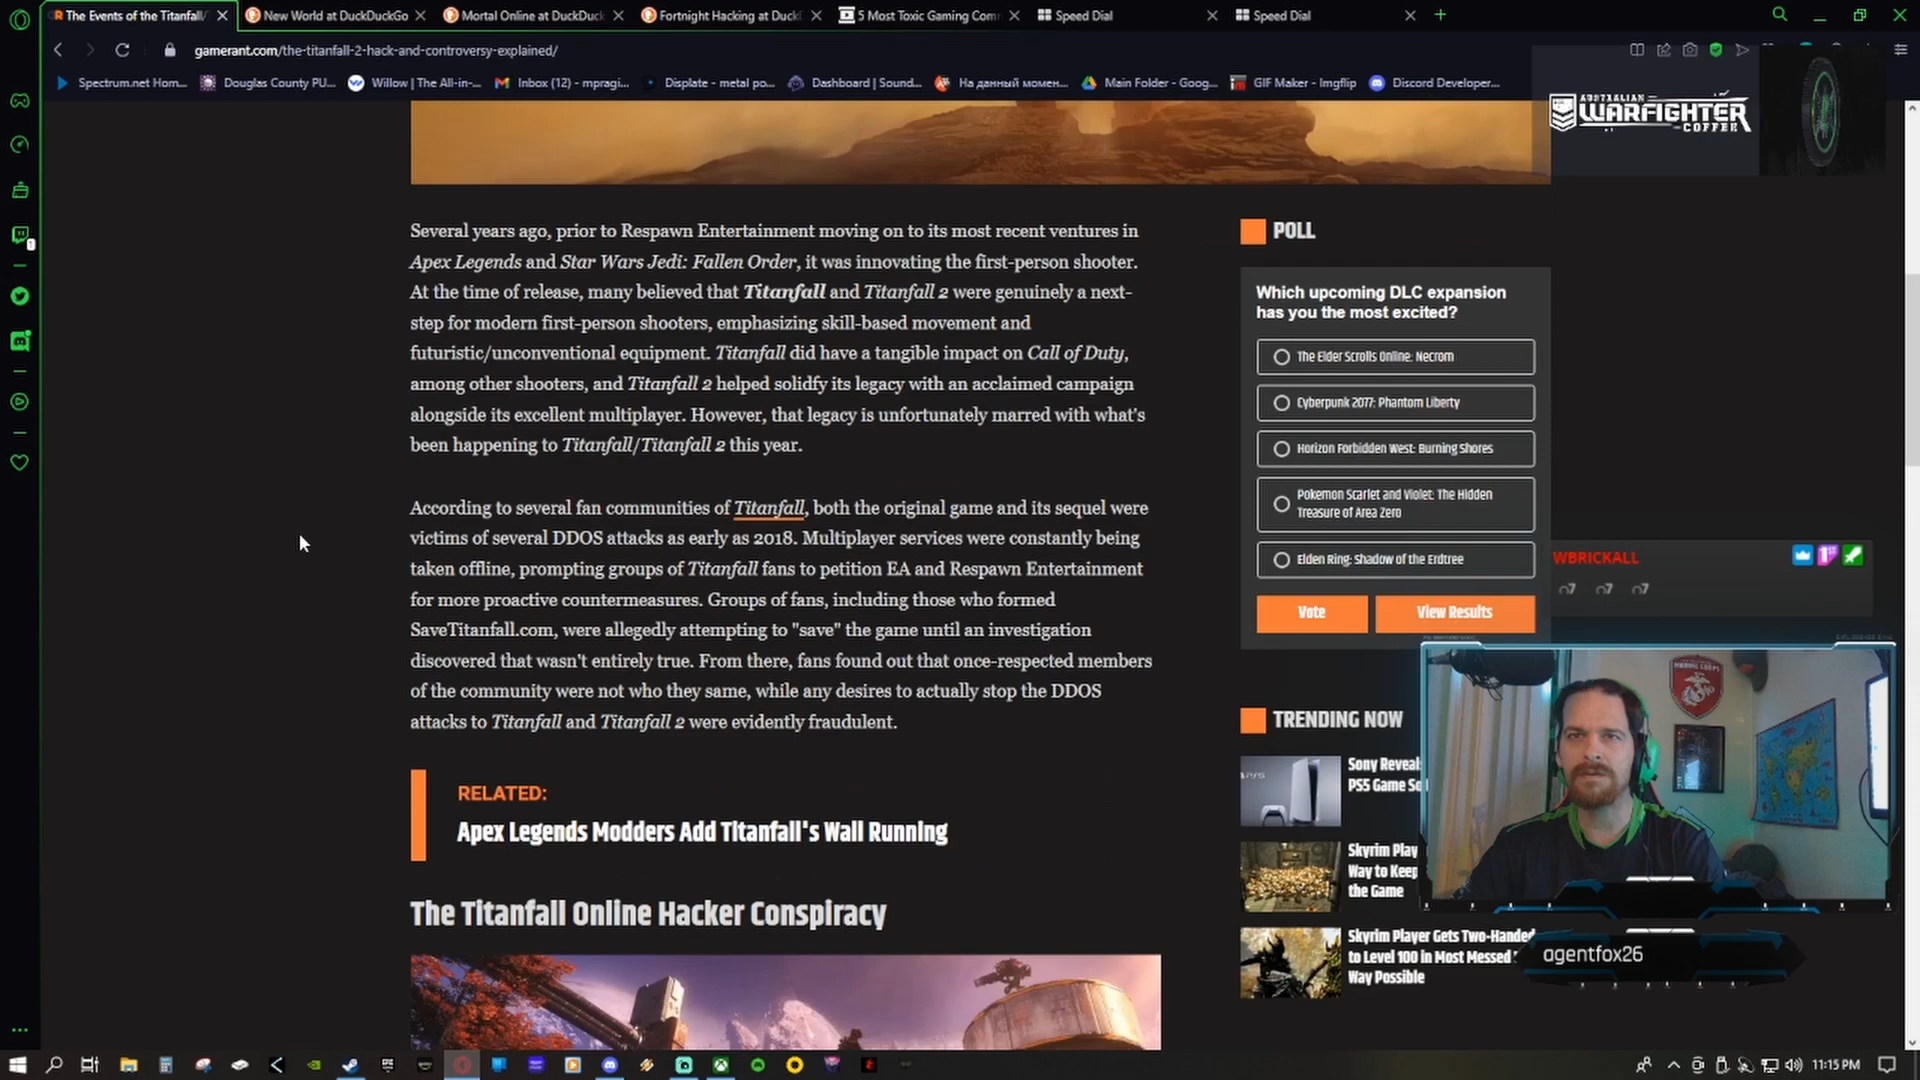 The Events of the Titanfall/
New World at DuckDuckGo
Mortal Online at DuckDuck
Fortnight Hacking at DuckD
5 Most Toxic Gaming Com
Speed Dial
Speed Dial
gamerant.com/the-titanfall-2-hack-and-controversy-explained/
Spectrum.net Hom...
Douglas County PU...
Willow | The All-in-...
Inbox (12) - mpragi...
Displate - metal po...
Dashboard | Sound...
На данный момен...
Main Folder - Goog...
GIF Maker - Imgflip
Discord Developer...
AUSTRALIAN
WARFIGHTER
COFFEE
Several years ago, prior to Respawn Entertainment moving on to its most recent ventures in
Apex Legends and Star Wars Jedi: Fallen Order, it was innovating the first-person shooter.
At the time of release, many believed that Titanfall and Titanfall 2 were genuinely a next-
step for modern first-person shooters, emphasizing skill-based movement and
futuristic/unconventional equipment. Titanfall did have a tangible impact on Call of Duty,
among other shooters, and Titanfall 2 helped solidfy its legacy with an acclaimed campaign
alongside its excellent multiplayer. However, that legacy is unfortunately marred with what's
been happening to Titanfall/Titanfall 2 this year.
According to several fan communities of Titanfall, both the original game and its sequel were
victims of several DDOS attacks as early as 2018. Multiplayer services were constantly being
taken offline, prompting groups of Titanfall fans to petition EA and Respawn Entertainment
for more proactive countermeasures. Groups of fans, including those who formed
SaveTitanfall.com, were allegedly attempting to "save" the game until an investigation
discovered that wasn't entirely true. From there, fans found out that once-respected members
of the community were not who they same, while any desires to actually stop the DDOS
attacks to Titanfall and Titanfall 2 were evidently fraudulent.
RELATED:
Apex Legends Modders Add Titanfall's Wall Running
The Titanfall Online Hacker Conspiracy
POLL
Which upcoming DLC expansion
has you the most excited?
The Elder Scrolls Online: Necrom
Cyberpunk 2077: Phantom Liberty
Horizon Forbidden West: Burning Shores
Pokemon Scarlet and Violet: The Hidden
Treasure of Area Zero
Elden Ring: Shadow of the Erdtree
Vote
View Results
WBRICKALL
o7 o7 o7
TRENDING NOW
Sony Reveal
PS5 Game So
Skyrim Play
Way to Keep
the Game
Skyrim Player Gets Two-Handed
to Level 100 in Most Messed
Way Possible
agentfox26
11:15 PM